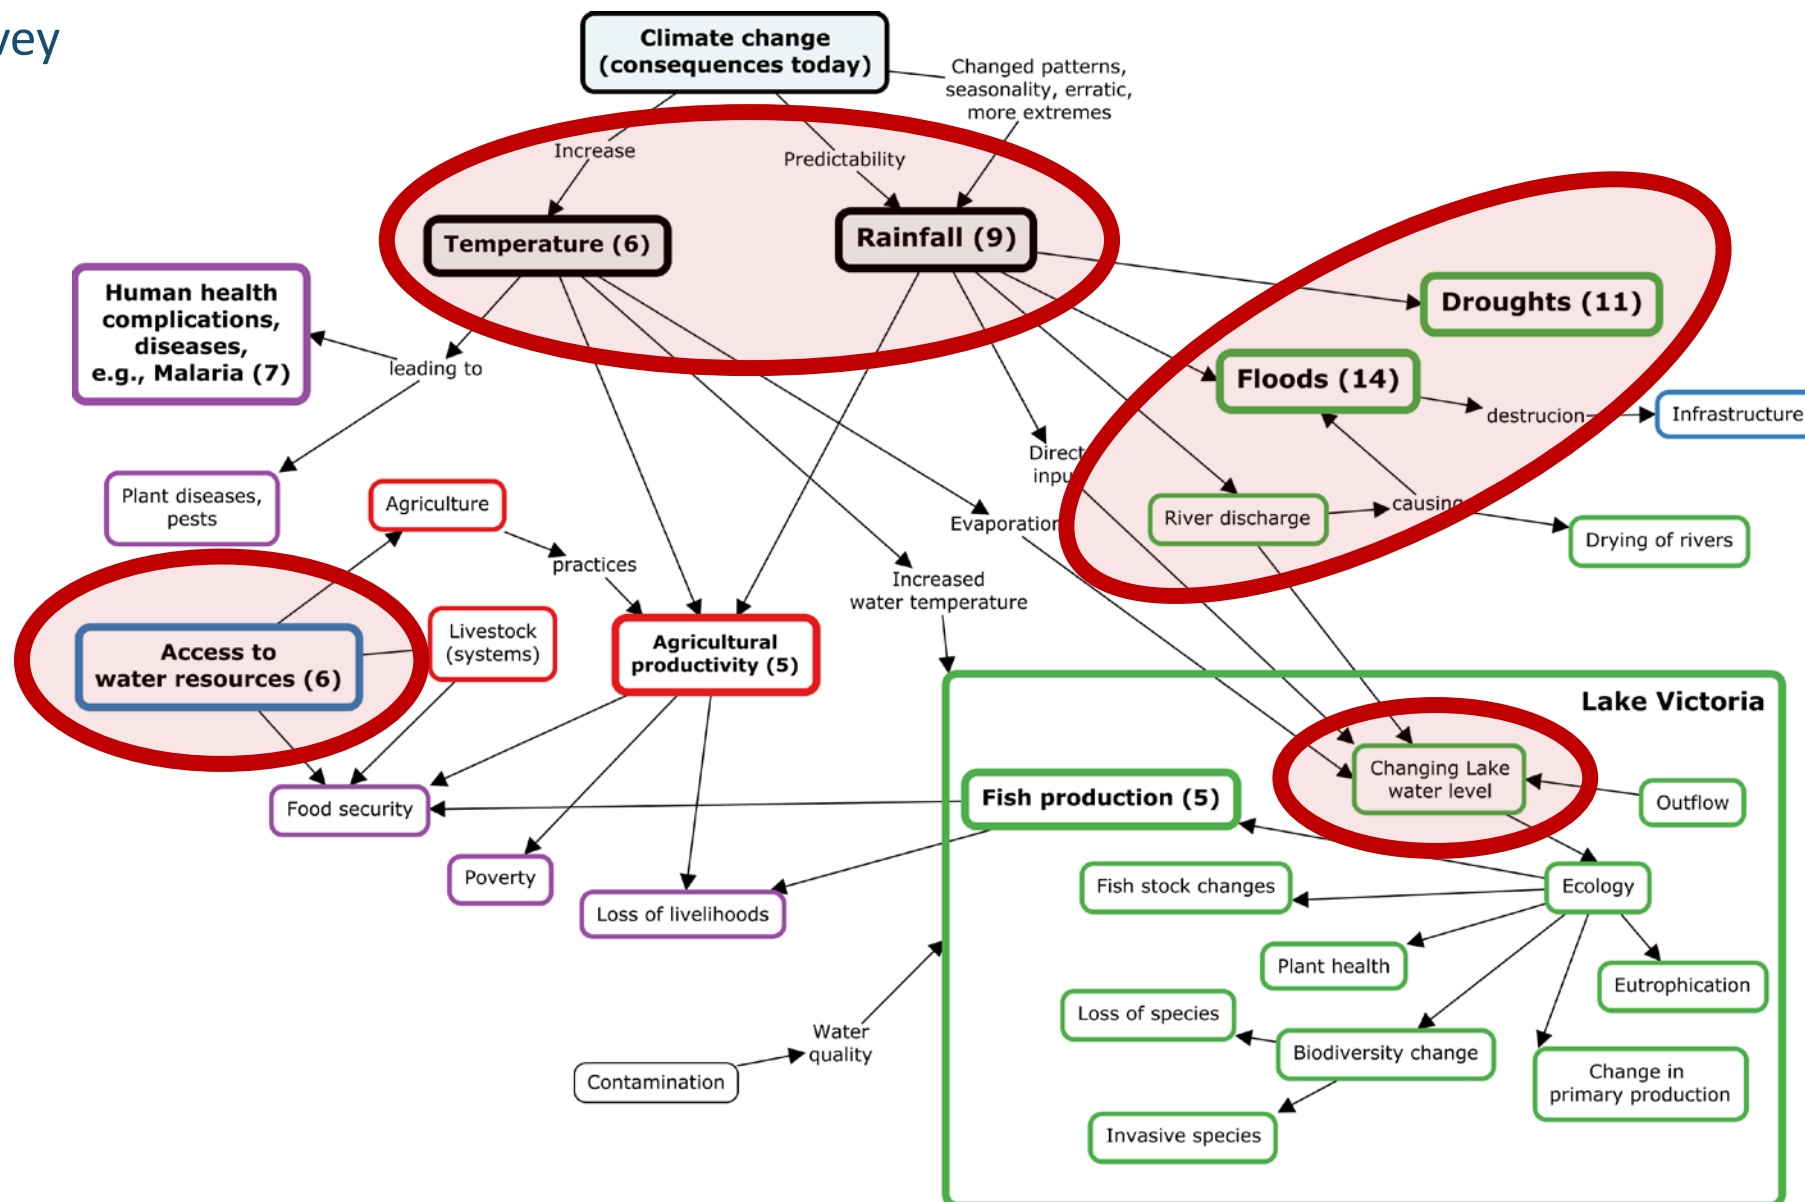 vey
Climate change
(consequences today)
Changed patterns,
seasonality, erratic,
more extremes
Increase
Predictability
Temperature (6)
Rainfall (9)
Human health
complications,
diseases,
e.g., Malaria (7)
leading to
Droughts (11)
Floods (14)
destrucion
Infrastructure
Direct
inpu
Plant diseases,
pests
Agriculture
practices
Evaporation
River discharge
causing
Drying of rivers
Increased
water temperature
Access to
water resources (6)
Livestock
(systems)
Agricultural
productivity (5)
Lake Victoria
Food security
Fish production (5)
Changing Lake
water level
Outflow
Poverty
Loss of livelihoods
Fish stock changes
Ecology
Plant health
Eutrophication
Loss of species
Biodiversity change
Water
quality
Contamination
Change in
primary production
Invasive species